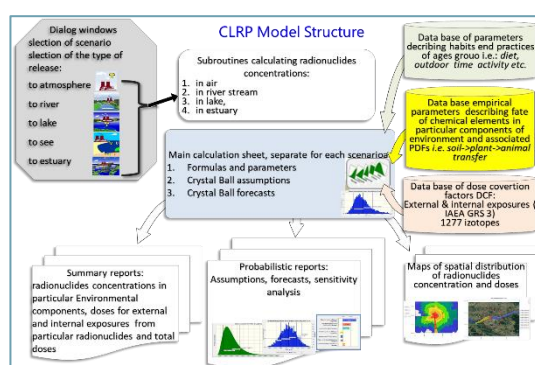 CLRP Model Structure
Dialog windows
slection of scenario
slection of the type of
release:
to atmosphere
to river
to lake
to see
to estuary
Subroutines calculating radionuclides
concentrations:
1. in air
2. in river stream
3. in lake,
4. in estuary
Data base of parameters
decribing habits end practices
of ages grouo i.e.: diet,
outdoor time activity etc.
Data base empirical
parameters describing fate
of chemical elements in
particular components of
environment and associated
PDFs i.e. soil->plant->animal
transfer
Main calculation sheet, separate for each scenarioa
1. Formulas and parameters
2. Crystal Ball assumptions
3. Crystal Ball forecasts
Data base of dose covertion
factors DCF:
External & internal exposures (
IAEA GRS 3)
1277 izotopes
Summary reports:
radionuclides concentrations in
particular Environmental
components, doses for external
and internal exposures from
particular radionuclides and total
doses
Probabilistic reports:
Assumptions, forecasts, sensitivity
analysis
Maps of spatial distribution
of radionuclides
concentration and doses